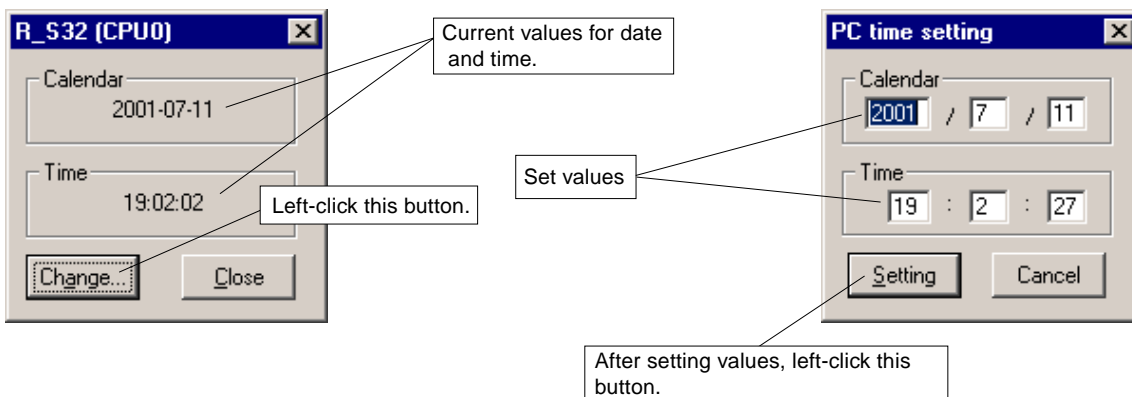 R_S32 (CPU0)
Calendar
2001-07-11
Time
19:02:02
Change...
Close
Current values for date
and time.
Left-click this button.
Set values
PC time setting
Calendar
2001 / 7 / 11
Time
19 : 2 : 27
Setting
Cancel
After setting values, left-click this
button.